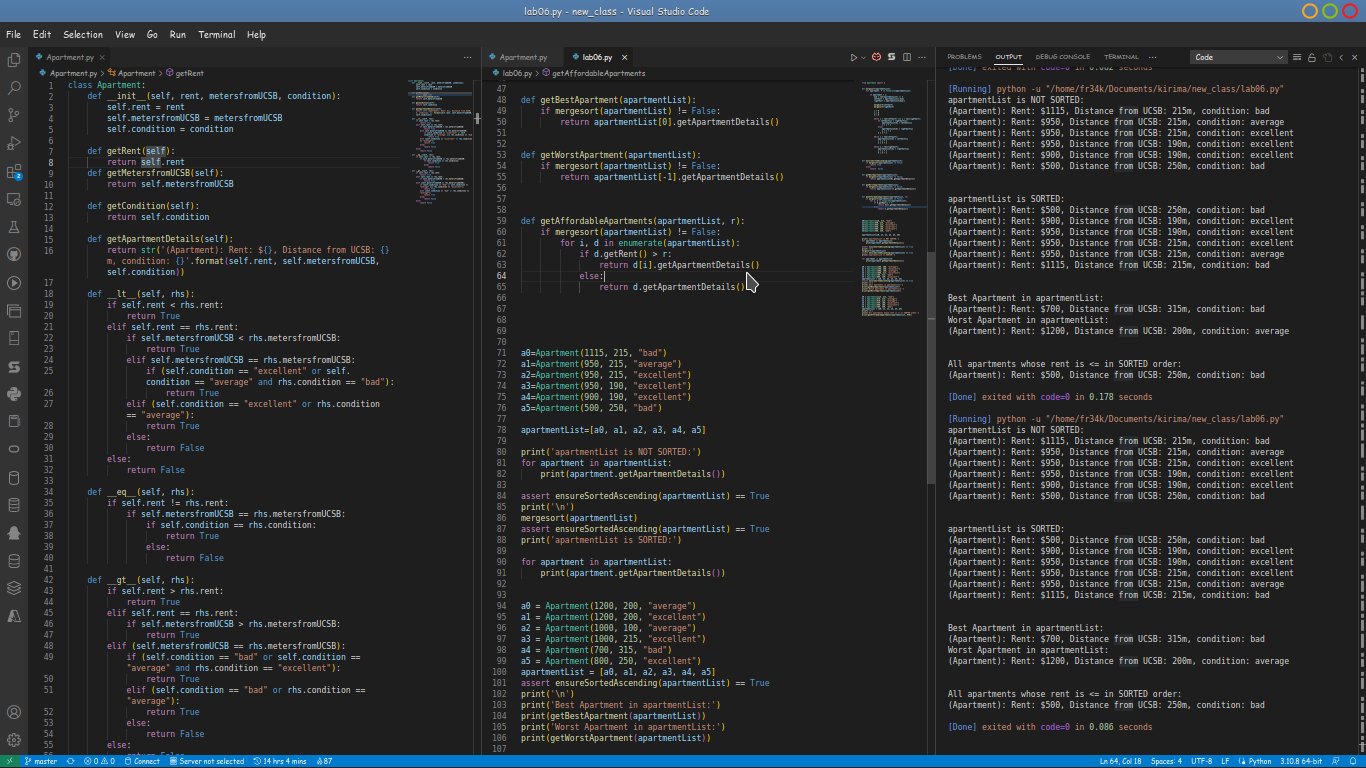 lab06.py - new_class - Visual Studio Code
File Edit Selection View Go Run Terminal Help
Apartment.py
Apartment.py > Apartment > getRent
1 class Apartment:
2 def __init__(self, rent, metersfromUCSB, condition):
3 self.rent = rent
4 self.metersfromUCSB = metersfromUCSB
5 self.condition = condition
6
7 def getRent(self):
8 return self.rent
9 def getMetersfromUCSB(self):
10 return self.metersfromUCSB
11
12 def getCondition(self):
13 return self.condition
14
15 def getApartmentDetails(self):
16 return str('(Apartment): Rent: ${}, Distance from UCSB: {}
m, condition: {}'.format(self.rent, self.metersfromUCSB,
self.condition))
17
18 def __lt__(self, rhs):
19 if self.rent < rhs.rent:
20 return True
21 elif self.rent == rhs.rent:
22 if self.metersfromUCSB < rhs.metersfromUCSB:
23 return True
24 elif self.metersfromUCSB == rhs.metersfromUCSB:
25 if (self.condition == "excellent" or self.
condition == "average" and rhs.condition == "bad"):
26 return True
27 elif (self.condition == "excellent" or rhs.condition
== "average"):
28 return True
29 else:
30 return False
31 else:
32 return False
33
34 def __eq__(self, rhs):
35 if self.rent != rhs.rent:
36 if self.metersfromUCSB == rhs.metersfromUCSB:
37 if self.condition == rhs.condition:
38 return True
39 else:
40 return False
41
42 def __gt__(self, rhs):
43 if self.rent > rhs.rent:
44 return True
45 elif self.rent == rhs.rent:
46 if self.metersfromUCSB > rhs.metersfromUCSB:
47 return True
48 elif (self.metersfromUCSB == rhs.metersfromUCSB):
49 if (self.condition == "bad" or self.condition ==
"average" and rhs.condition == "excellent"):
50 return True
51 elif (self.condition == "bad" or rhs.condition ==
"average"):
52 return True
53 else:
54 return False
55 else:
Apartment.py lab06.py
lab06.py > getAffordableApartments
47
48 def getBestApartment(apartmentList):
49 if mergesort(apartmentList) != False:
50 return apartmentList[0].getApartmentDetails()
51
52
53 def getWorstApartment(apartmentList):
54 if mergesort(apartmentList) != False:
55 return apartmentList[-1].getApartmentDetails()
56
57
58
59 def getAffordableApartments(apartmentList, r):
60 if mergesort(apartmentList) != False:
61 for i, d in enumerate(apartmentList):
62 if d.getRent() > r:
63 return d[i].getApartmentDetails()
64 else:
65 return d.getApartmentDetails()
66
67
68
69
70
71 a0=Apartment(1115, 215, "bad")
72 a1=Apartment(950, 215, "average")
73 a2=Apartment(950, 215, "excellent")
74 a3=Apartment(950, 190, "excellent")
75 a4=Apartment(900, 190, "excellent")
76 a5=Apartment(500, 250, "bad")
77
78 apartmentList=[a0, a1, a2, a3, a4, a5]
79
80 print('apartmentList is NOT SORTED:')
81 for apartment in apartmentList:
82 print(apartment.getApartmentDetails())
83
84 assert ensureSortedAscending(apartmentList) == True
85 print('\n')
86 mergesort(apartmentList)
87 assert ensureSortedAscending(apartmentList) == True
88 print('apartmentList is SORTED:')
89
90 for apartment in apartmentList:
91 print(apartment.getApartmentDetails())
92
93
94 a0 = Apartment(1200, 200, "average")
95 a1 = Apartment(1200, 200, "excellent")
96 a2 = Apartment(1000, 100, "average")
97 a3 = Apartment(1000, 215, "excellent")
98 a4 = Apartment(700, 315, "bad")
99 a5 = Apartment(800, 250, "excellent")
100 apartmentList = [a0, a1, a2, a3, a4, a5]
101 assert ensureSortedAscending(apartmentList) == True
102 print('\n')
103 print('Best Apartment in apartmentList:')
104 print(getBestApartment(apartmentList))
105 print('Worst Apartment in apartmentList:')
106 print(getWorstApartment(apartmentList))
107
PROBLEMS OUTPUT DEBUG CONSOLE TERMINAL ... Code
[Running] python -u "/home/fr34k/Documents/kirima/new_class/lab06.py"
apartmentList is NOT SORTED:
(Apartment): Rent: $1115, Distance from UCSB: 215m, condition: bad
(Apartment): Rent: $950, Distance from UCSB: 215m, condition: average
(Apartment): Rent: $950, Distance from UCSB: 215m, condition: excellent
(Apartment): Rent: $950, Distance from UCSB: 190m, condition: excellent
(Apartment): Rent: $900, Distance from UCSB: 190m, condition: excellent
(Apartment): Rent: $500, Distance from UCSB: 250m, condition: bad
apartmentList is SORTED:
(Apartment): Rent: $500, Distance from UCSB: 250m, condition: bad
(Apartment): Rent: $900, Distance from UCSB: 190m, condition: excellent
(Apartment): Rent: $950, Distance from UCSB: 190m, condition: excellent
(Apartment): Rent: $950, Distance from UCSB: 215m, condition: excellent
(Apartment): Rent: $950, Distance from UCSB: 215m, condition: average
(Apartment): Rent: $1115, Distance from UCSB: 215m, condition: bad
Best Apartment in apartmentList:
(Apartment): Rent: $700, Distance from UCSB: 315m, condition: bad
Worst Apartment in apartmentList:
(Apartment): Rent: $1200, Distance from UCSB: 200m, condition: average
All apartments whose rent is <= in SORTED order:
(Apartment): Rent: $500, Distance from UCSB: 250m, condition: bad
[Done] exited with code=0 in 0.178 seconds
[Running] python -u "/home/fr34k/Documents/kirima/new_class/lab06.py"
apartmentList is NOT SORTED:
(Apartment): Rent: $1115, Distance from UCSB: 215m, condition: bad
(Apartment): Rent: $950, Distance from UCSB: 215m, condition: average
(Apartment): Rent: $950, Distance from UCSB: 215m, condition: excellent
(Apartment): Rent: $950, Distance from UCSB: 190m, condition: excellent
(Apartment): Rent: $900, Distance from UCSB: 190m, condition: excellent
(Apartment): Rent: $500, Distance from UCSB: 250m, condition: bad
apartmentList is SORTED:
(Apartment): Rent: $500, Distance from UCSB: 250m, condition: bad
(Apartment): Rent: $900, Distance from UCSB: 190m, condition: excellent
(Apartment): Rent: $950, Distance from UCSB: 190m, condition: excellent
(Apartment): Rent: $950, Distance from UCSB: 215m, condition: excellent
(Apartment): Rent: $950, Distance from UCSB: 215m, condition: average
(Apartment): Rent: $1115, Distance from UCSB: 215m, condition: bad
Best Apartment in apartmentList:
(Apartment): Rent: $700, Distance from UCSB: 315m, condition: bad
Worst Apartment in apartmentList:
(Apartment): Rent: $1200, Distance from UCSB: 200m, condition: average
All apartments whose rent is <= in SORTED order:
(Apartment): Rent: $500, Distance from UCSB: 250m, condition: bad
[Done] exited with code=0 in 0.086 seconds
master 0 0 Connect Server not selected 14 hrs 4 mins 87 Ln 64, Col 18 Spaces: 4 UTF-8 LF Python 3.10.8 64-bit